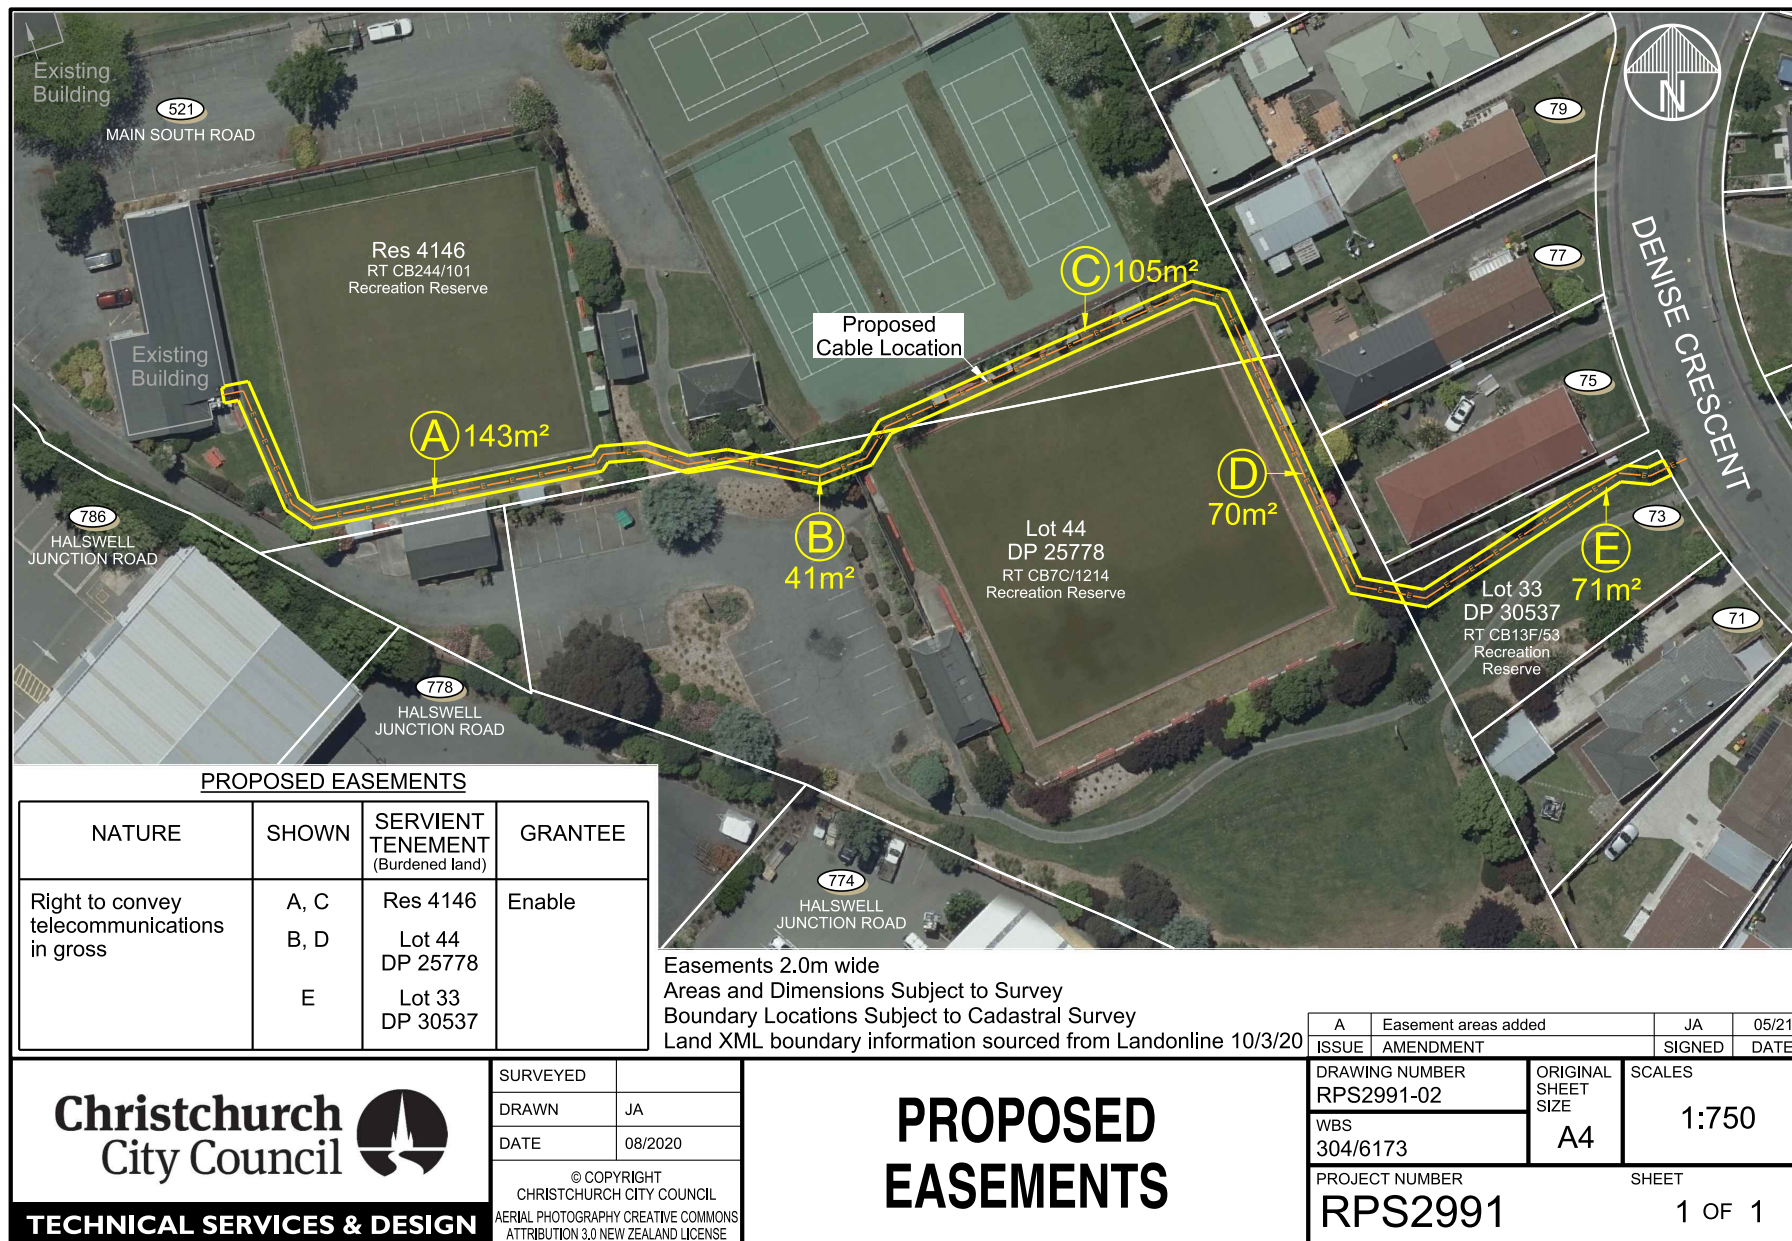 Existing
Building
521
MAIN SOUTH ROAD
Res 4146
RT CB244/101
Recreation Reserve
Existing
Building
Proposed
Cable Location
C 105m²
A 143m²
B
41m²
D
70m²
E
71m²
79
77
75
73
71
N
DENISE CRESCENT
786
HALSWELL
JUNCTION ROAD
778
HALSWELL
JUNCTION ROAD
774
HALSWELL
JUNCTION ROAD
Lot 44
DP 25778
RT CB7C/1214
Recreation Reserve
Lot 33
DP 30537
RT CB13F/53
Recreation
Reserve
PROPOSED EASEMENTS
NATURE SHOWN SERVIENT TENEMENT (Burdened land) GRANTEE
Right to convey telecommunications in gross
A, C Res 4146 Enable
B, D Lot 44
DP 25778
E Lot 33
DP 30537
Easements 2.0m wide
Areas and Dimensions Subject to Survey
Boundary Locations Subject to Cadastral Survey
Land XML boundary information sourced from Landonline 10/3/20
A Easement areas added JA 05/21
ISSUE AMENDMENT SIGNED DATE
Christchurch
City Council
TECHNICAL SERVICES & DESIGN
SURVEYED
DRAWN JA
DATE 08/2020
© COPYRIGHT
CHRISTCHURCH CITY COUNCIL
AERIAL PHOTOGRAPHY CREATIVE COMMONS
ATTRIBUTION 3.0 NEW ZEALAND LICENSE
PROPOSED
EASEMENTS
DRAWING NUMBER
RPS2991-02
WBS
304/6173
ORIGINAL
SHEET
SIZE
A4
SCALES
1:750
PROJECT NUMBER
RPS2991
SHEET
1 OF 1